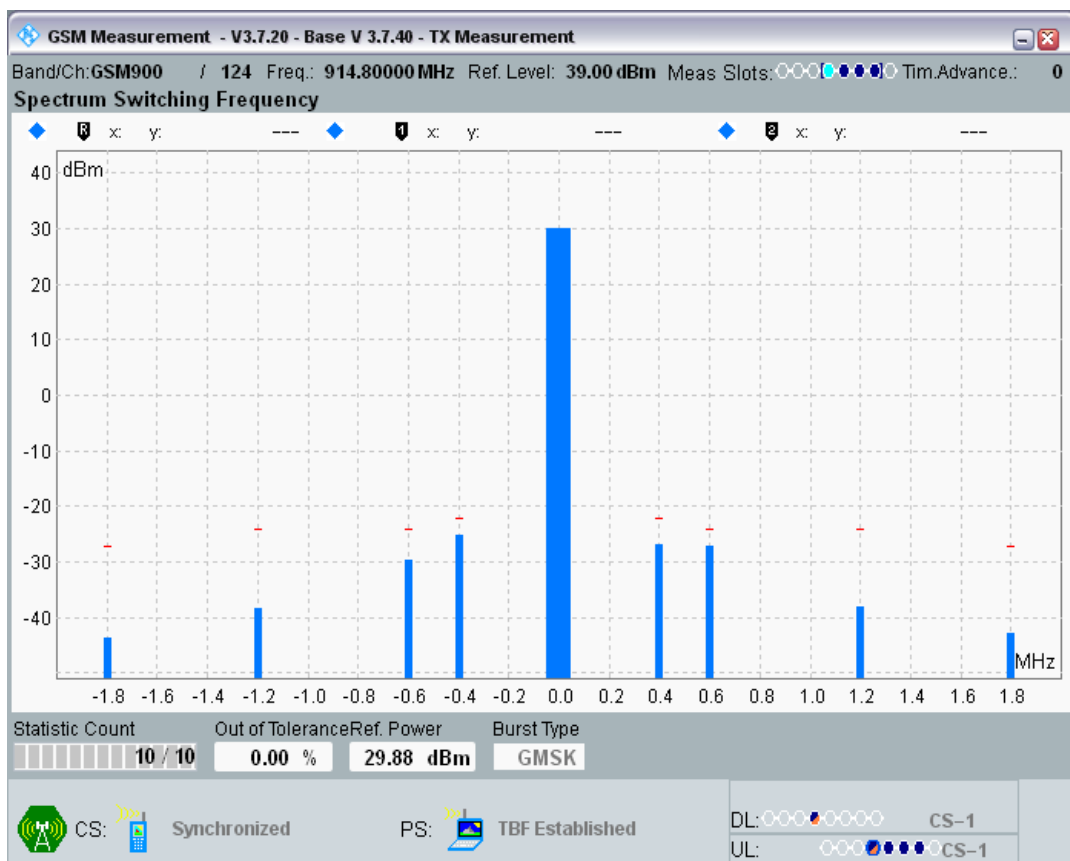 GSM Measurement - V3.7.20 - Base V 3.7.40 - TX Measurement
Band/Ch:GSM900 / 124 Freq.: 914.80000 MHz Ref. Level: 39.00 dBm Meas Slots: Tim.Advance.: 0
Spectrum Switching Frequency
R x: y: --- 1 x: y: --- 2 x: y: ---
dBm
40
30
20
10
0
-10
-20
-30
-40
MHz
-1.8 -1.6 -1.4 -1.2 -1.0 -0.8 -0.6 -0.4 -0.2 0.0 0.2 0.4 0.6 0.8 1.0 1.2 1.4 1.6 1.8
Statistic Count Out of Tolerance Ref. Power Burst Type
10 / 10 0.00 % 29.88 dBm GMSK
CS: Synchronized PS: TBF Established
DL: CS-1
UL: CS-1